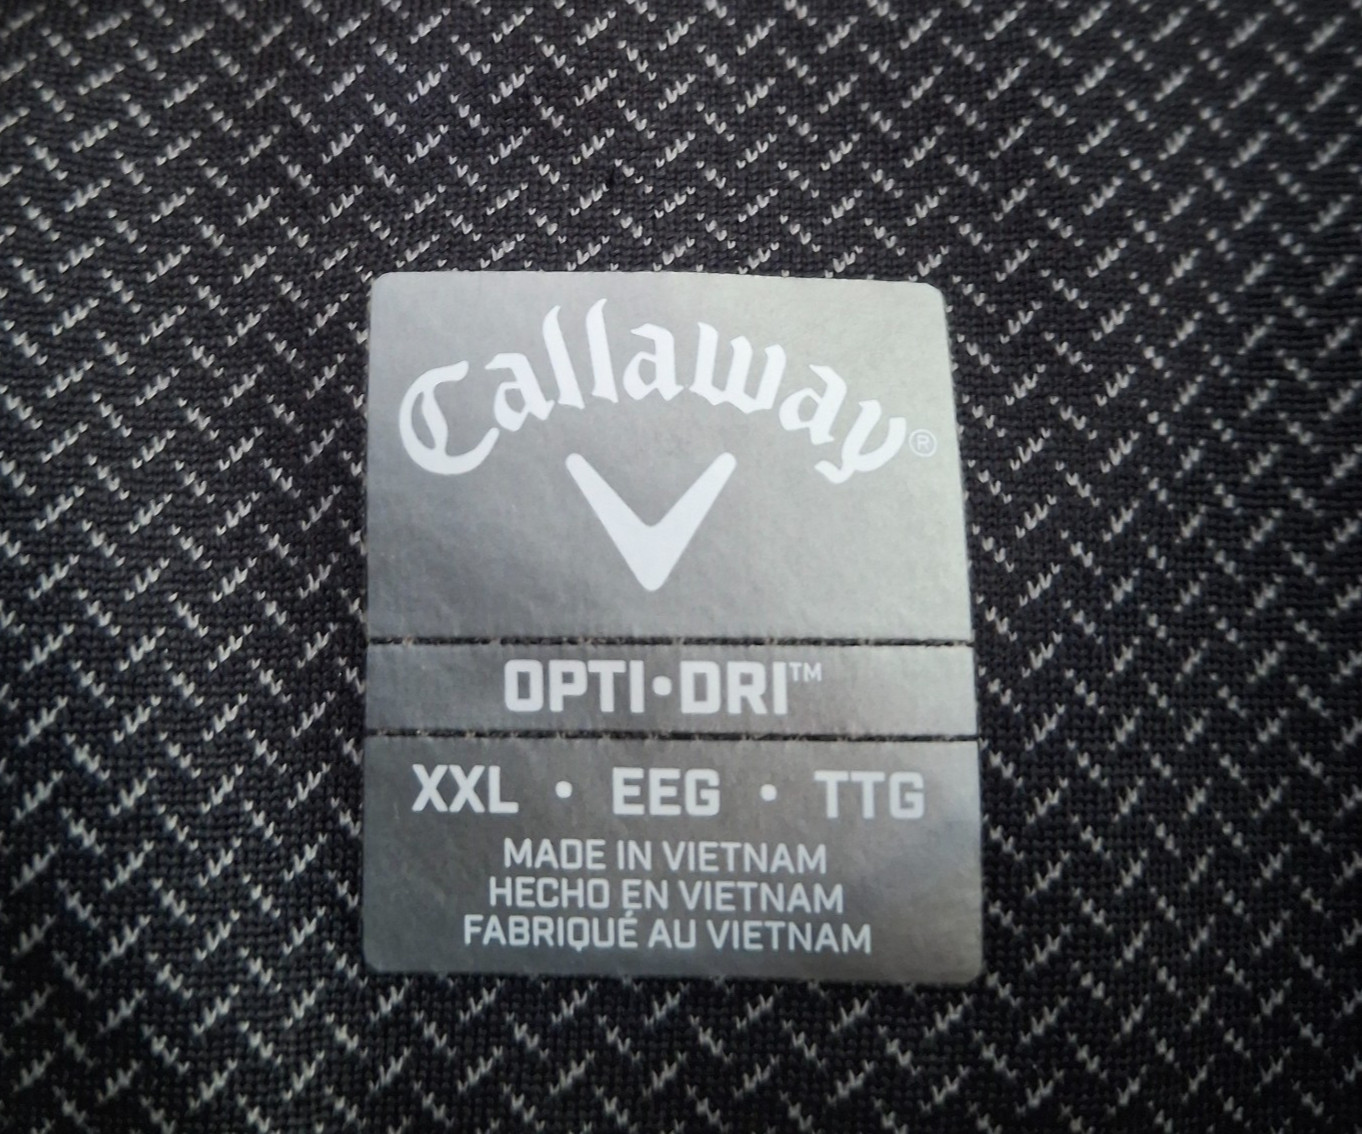 Callaway®
OPTI•DRI™
XXL • EEG • TTG
MADE IN VIETNAM
HECHO EN VIETNAM
FABRIQUÉ AU VIETNAM